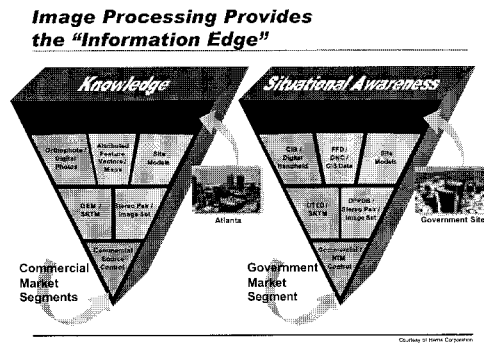 Image Processing Provides
the "Information Edge"
Knowledge
Situational Awareness
Orthophoto /
Digital
Photos
Attributed
Feature
Vectors /
Maps
Site
Models
CIB /
Digital
Handheld
FFD /
DNC /
GIS Data
Site
Models
DEM /
SRTM
Stereo Pair /
Image Set
DTED /
SRTM
DPPDB /
Stereo Pair /
Image Set
Commercial
Source
Control
Commercial /
NTM
Control
Atlanta
Government Site
Commercial
Market
Segments
Government
Market
Segment
Courtesy of Harris Corporation